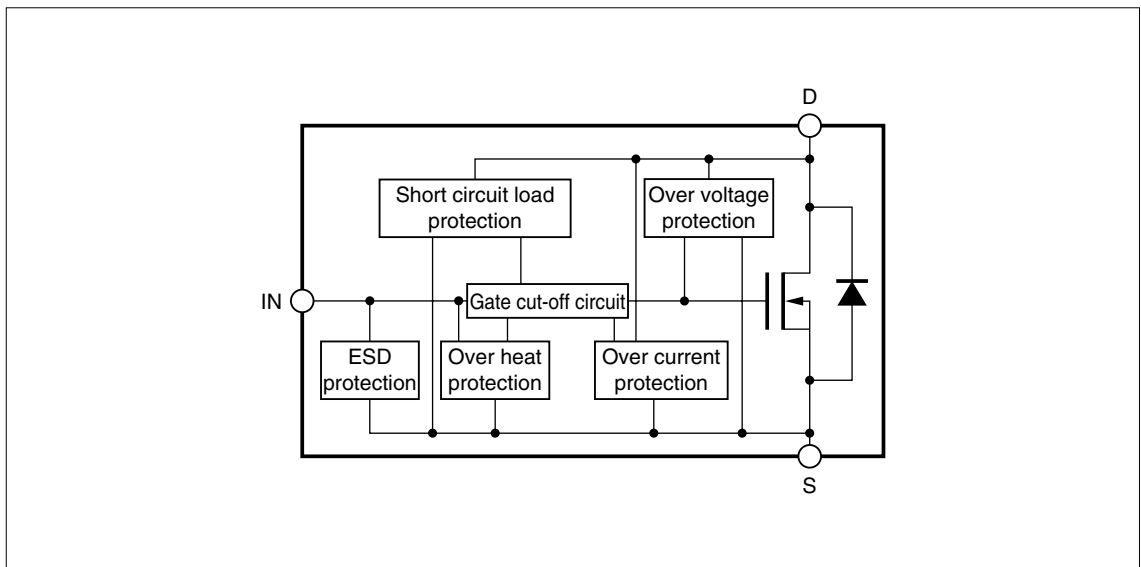 D
Short circuit load
protection
Over voltage
protection
IN
Gate cut-off circuit
ESD
protection
Over heat
protection
Over current
protection
S